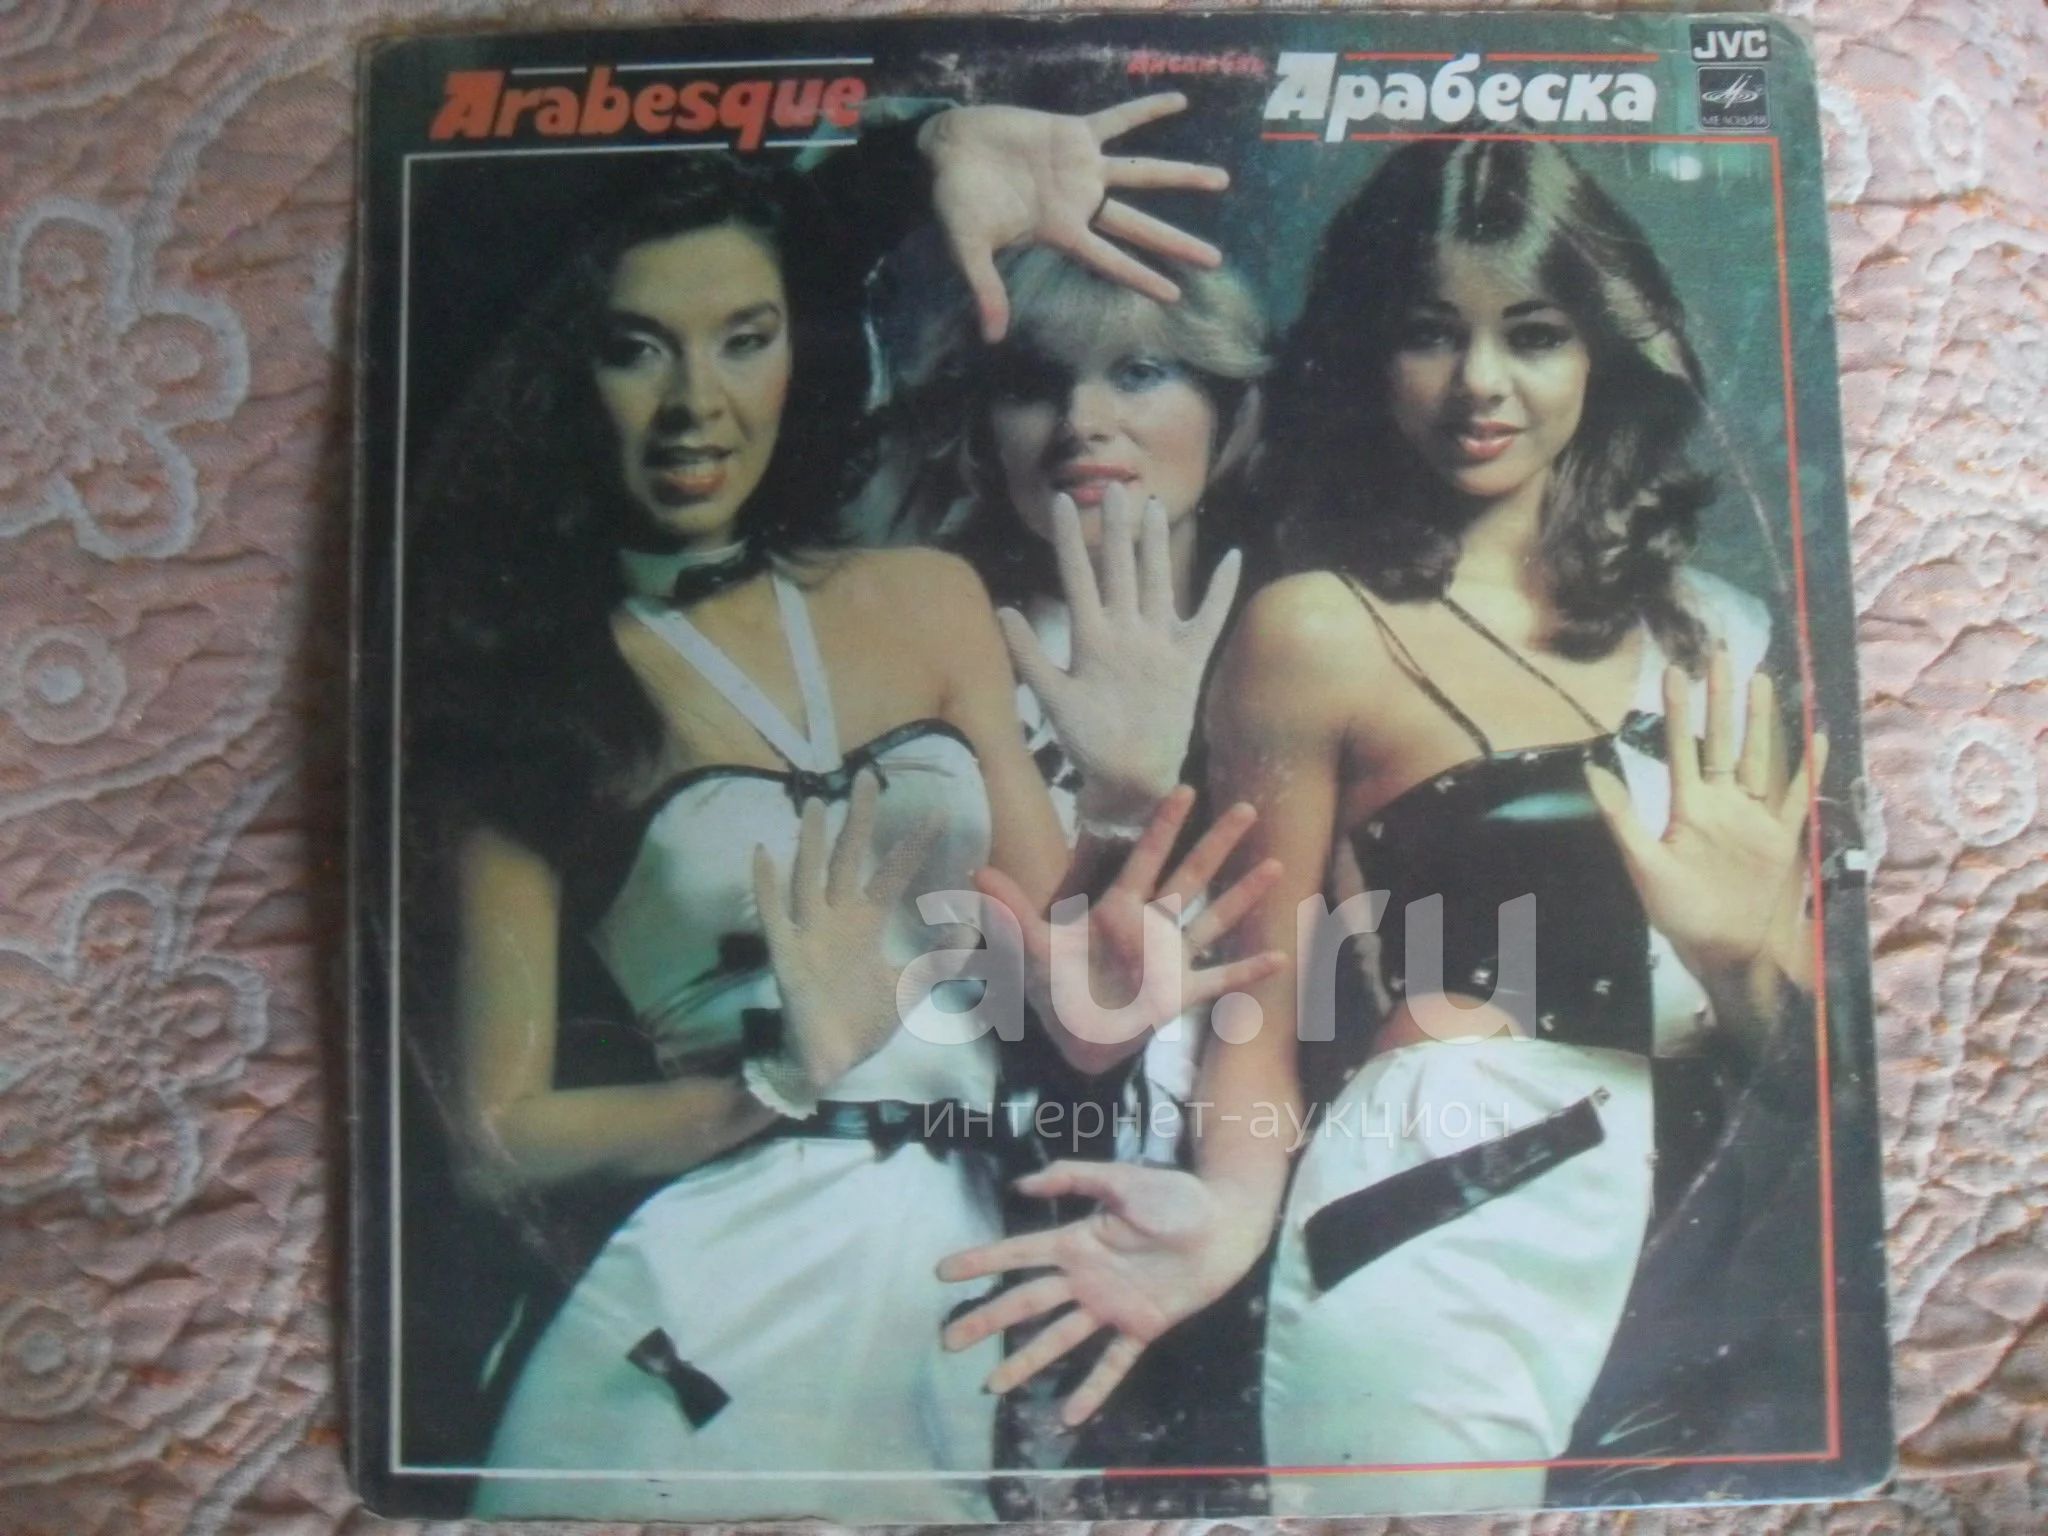 Arabesque
Ансамбль Арабеска
JVC
МЕЛОДИЯ
au.ru
интернет-аукцион